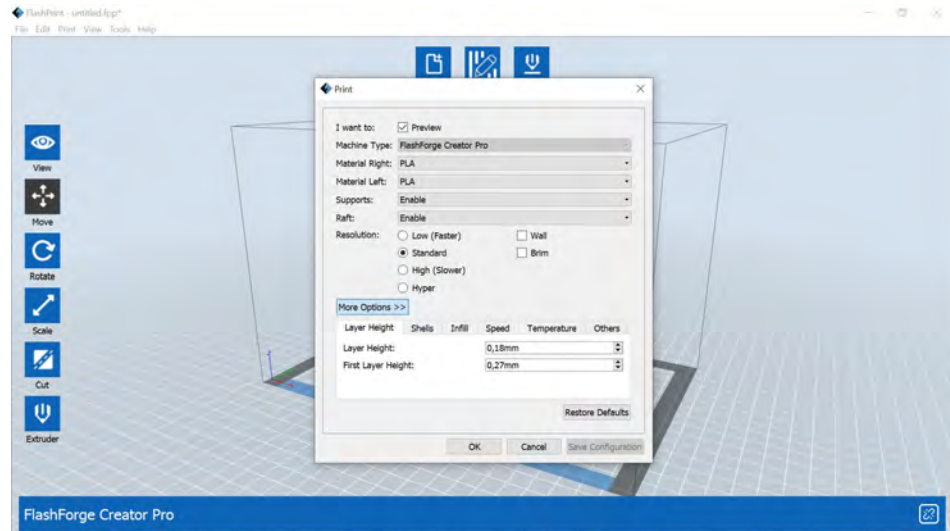 FlashPrint - untitled.fpp*
File Edit Print View Tools Help
Print
I want to: Preview
Machine Type: FlashForge Creator Pro
Material Right: PLA
Material Left: PLA
Supports: Enable
Raft: Enable
Resolution: Low (Faster) Wall
Standard Brim
High (Slower)
Hyper
More Options >>
Layer Height Shells Infill Speed Temperature Others
Layer Height: 0,18mm
First Layer Height: 0,27mm
Restore Defaults
OK Cancel Save Configuration
View
Move
Rotate
Scale
Cut
Extruder
FlashForge Creator Pro